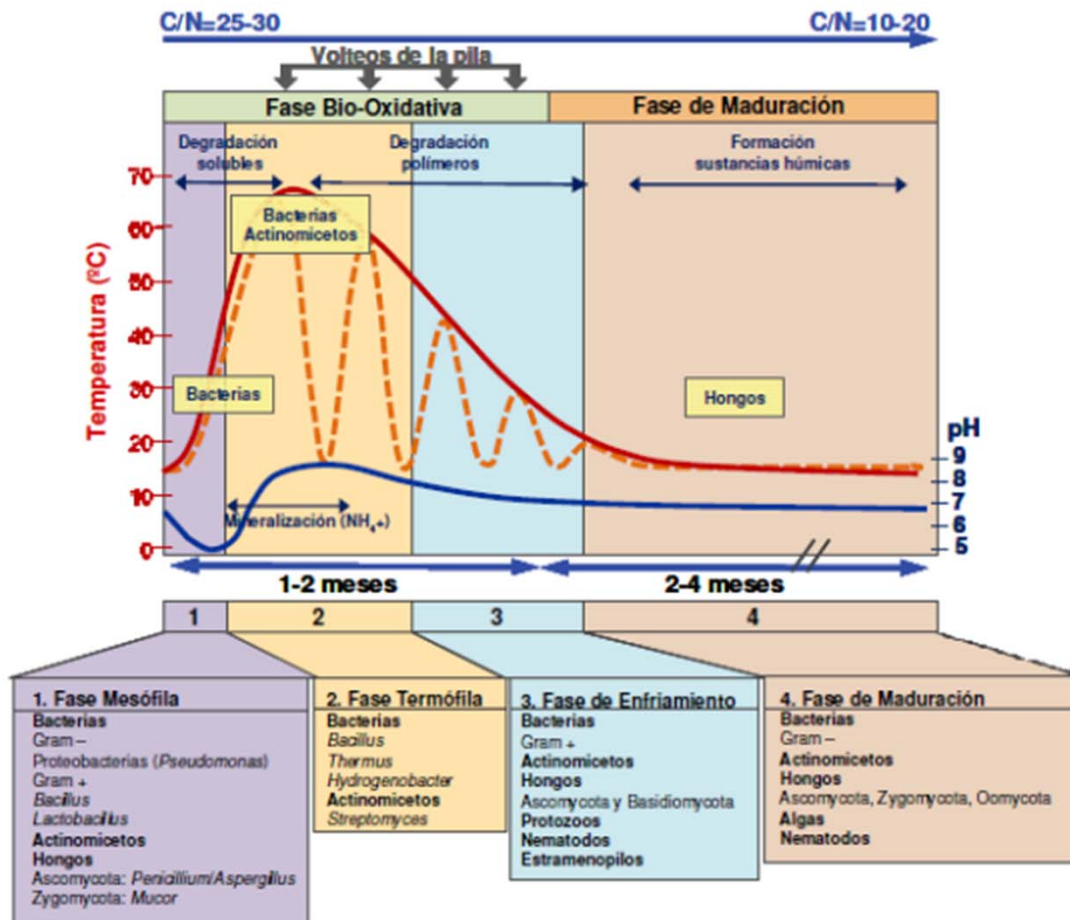 C/N=25-30
C/N=10-20
Volteos de la pila
Fase Bio-Oxidativa
Fase de Maduración
Degradación
solubles
Degradación
polímeros
Formación
sustancias húmicas
70
60
50
40
30
20
10
0
Temperatura (ºC)
Bacterias
Actinomicetos
Bacterias
Hongos
pH
9
8
7
6
5
Mineralización (NH₄+)
1-2 meses
2-4 meses
1
2
3
4
1. Fase Mesófila
Bacterias
Gram –
Proteobacterias (Pseudomonas)
Gram +
Bacillus
Lactobacillus
Actinomicetos
Hongos
Ascomycota: Penicillium/Aspergillus
Zygomycota: Mucor
2. Fase Termófila
Bacterias
Bacillus
Thermus
Hydrogenobacter
Actinomicetos
Streptomyces
3. Fase de Enfriamiento
Bacterias
Gram +
Actinomicetos
Hongos
Ascomycota y Basidiomycota
Protozoos
Nematodos
Estramenopilos
4. Fase de Maduración
Bacterias
Gram –
Actinomicetos
Hongos
Ascomycota, Zygomycota, Oomycota
Algas
Nematodos